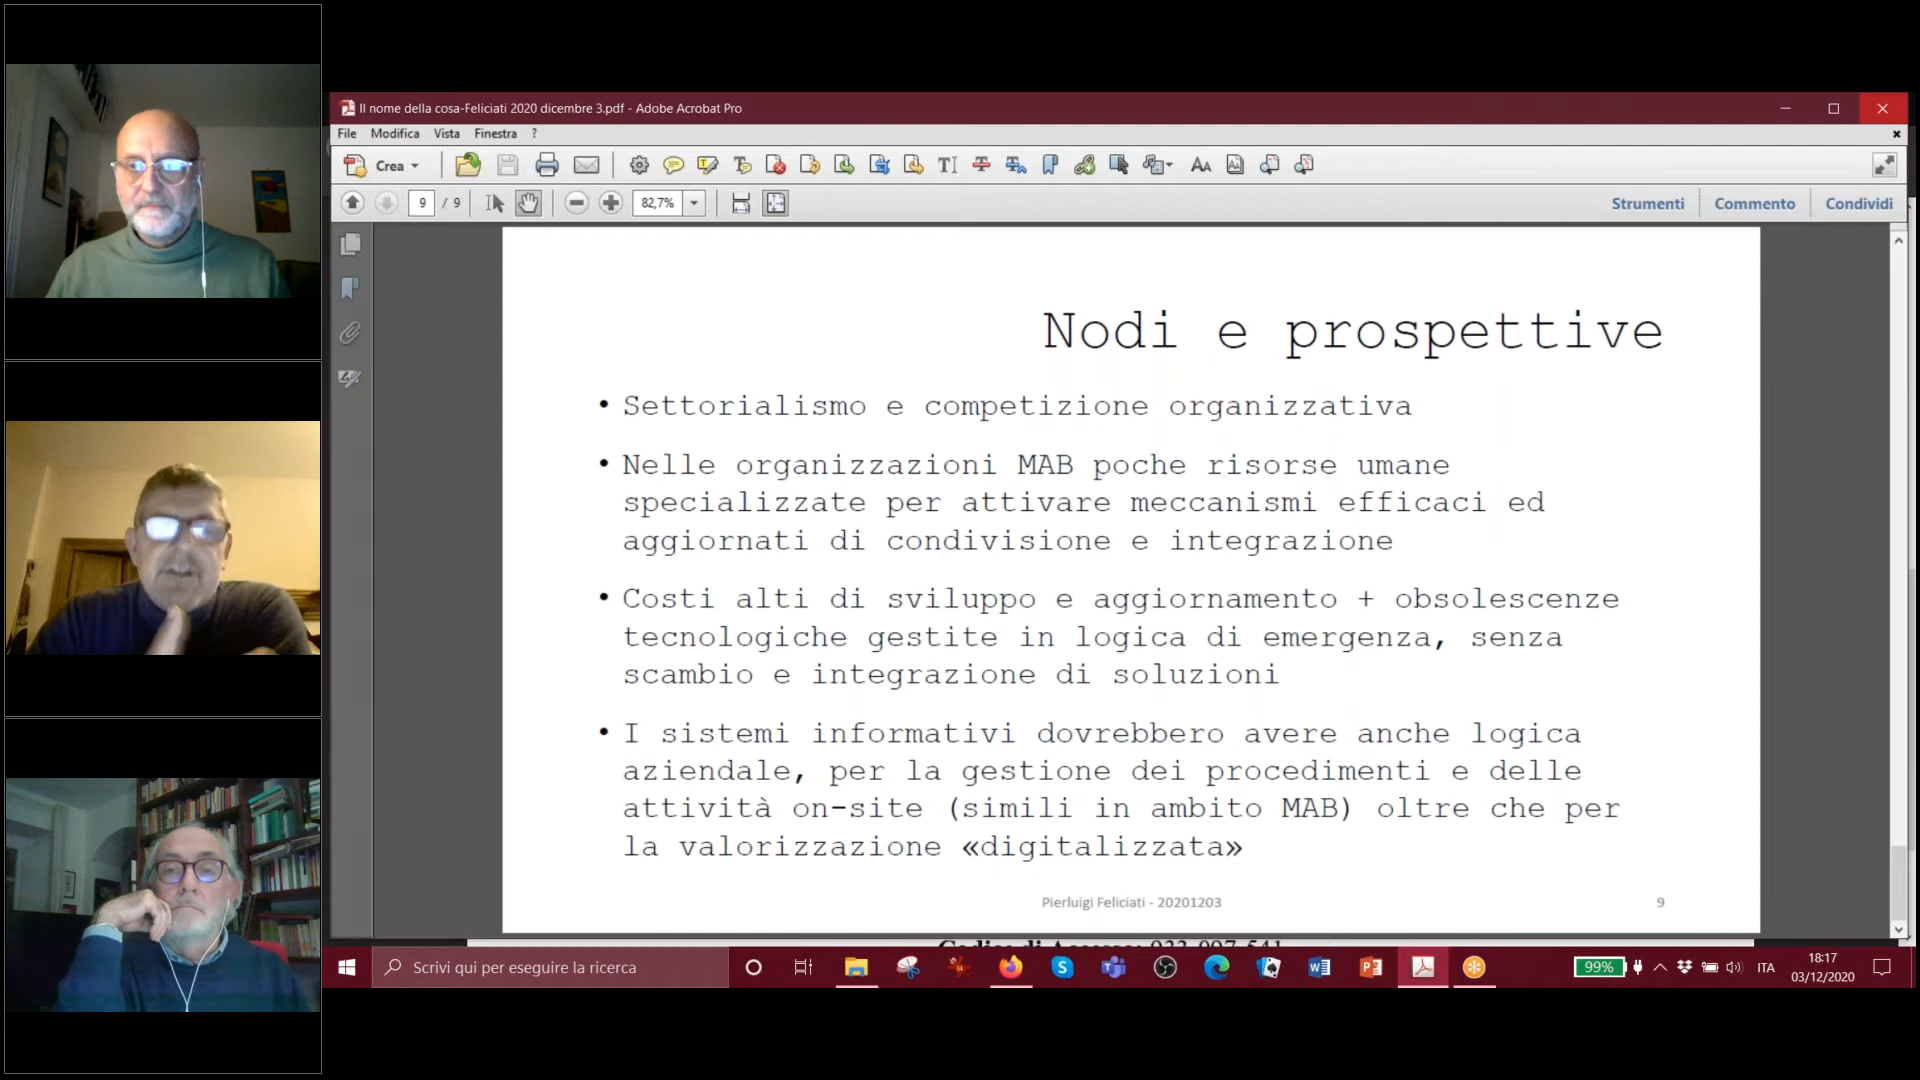 Il nome della cosa-Feliciati 2020 dicembre 3.pdf - Adobe Acrobat Pro
File Modifica Vista Finestra ?
Crea
9 / 9 82,7% Strumenti Commento Condividi
Nodi e prospettive
• Settorialismo e competizione organizzativa
• Nelle organizzazioni MAB poche risorse umane
specializzate per attivare meccanismi efficaci ed
aggiornati di condivisione e integrazione
• Costi alti di sviluppo e aggiornamento + obsolescenze
tecnologiche gestite in logica di emergenza, senza
scambio e integrazione di soluzioni
• I sistemi informativi dovrebbero avere anche logica
aziendale, per la gestione dei procedimenti e delle
attività on-site (simili in ambito MAB) oltre che per
la valorizzazione «digitalizzata»
Pierluigi Feliciati - 20201203 9
Scrivi qui per eseguire la ricerca
99% ITA 18:17
03/12/2020